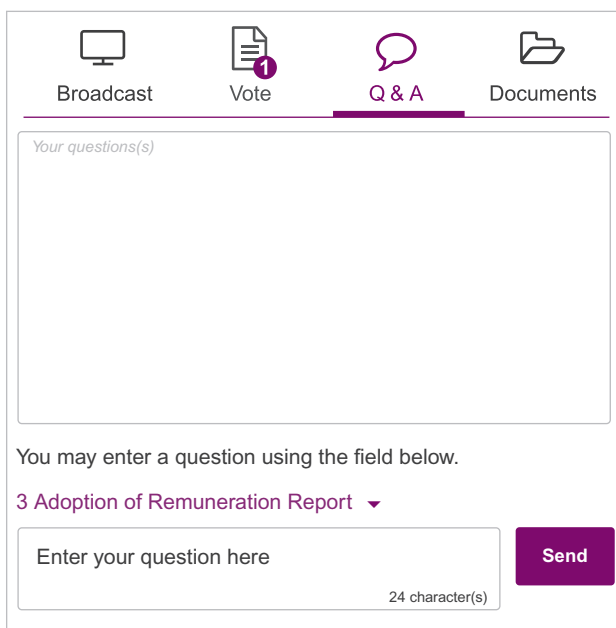 1
Broadcast Vote Q & A Documents
Your questions(s)
You may enter a question using the field below.
3 Adoption of Remuneration Report
Enter your question here
Send
24 character(s)